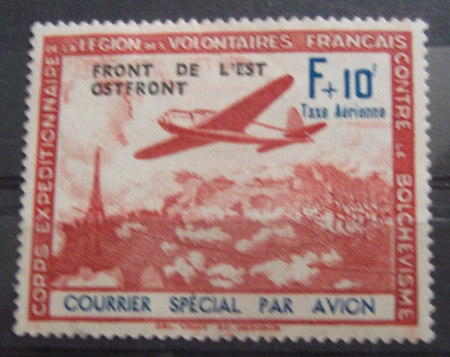 CORPS EXPEDITIONNAIRE DE LA LEGION DES VOLONTAIRES FRANCAIS CONTRE LE BOLCHEVISME
FRONT DE L'EST
OSTFRONT
F+10F
Taxe Aérienne
COURRIER SPÉCIAL PAR AVION